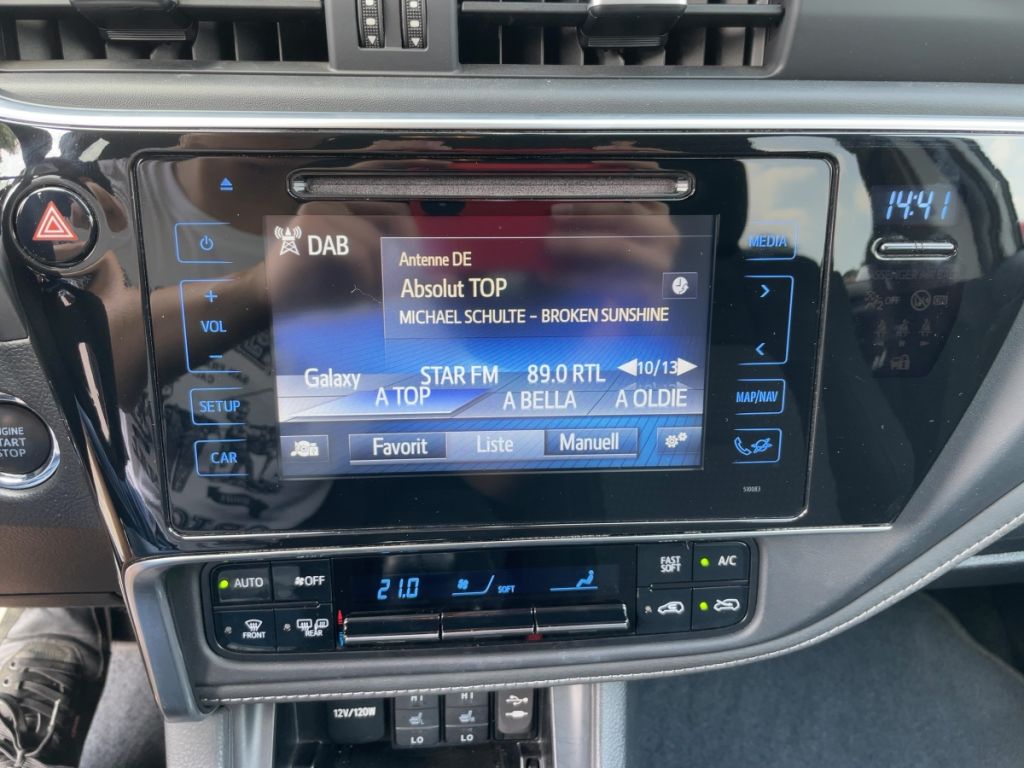 14:41
DAB
MEDIA
Antenne DE
Absolut TOP
MICHAEL SCHULTE - BROKEN SUNSHINE
VOL
Galaxy STAR FM 89.0 RTL 10/13
A TOP A BELLA A OLDIE
SETUP
MAP/NAV
Favorit Liste Manuell
CAR
ENGINE
START
STOP
510083
AUTO
OFF
21.0
SOFT
FAST
SOFT
A/C
FRONT
REAR
12V/120W
HI
HI
LO
LO